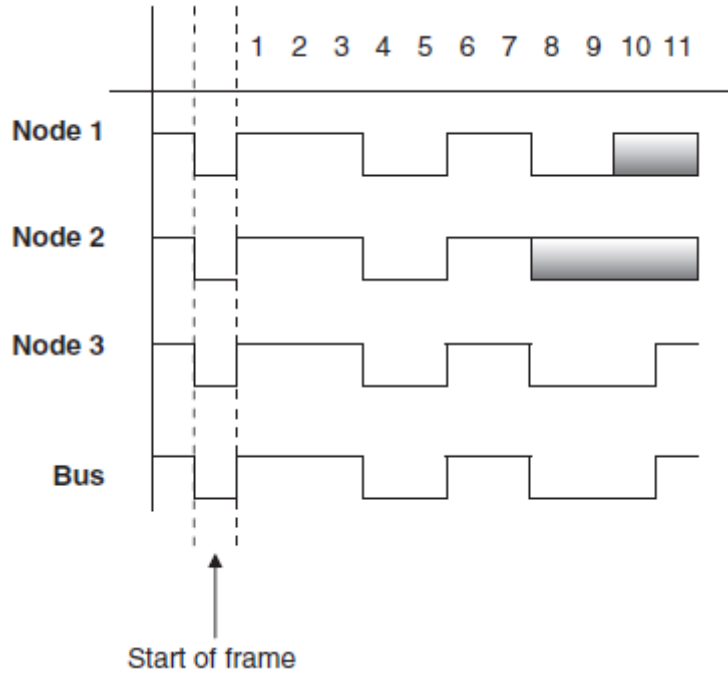 1 2 3 4 5 6 7 8 9 10 11
Node 1
Node 2
Node 3
Bus
Start of frame